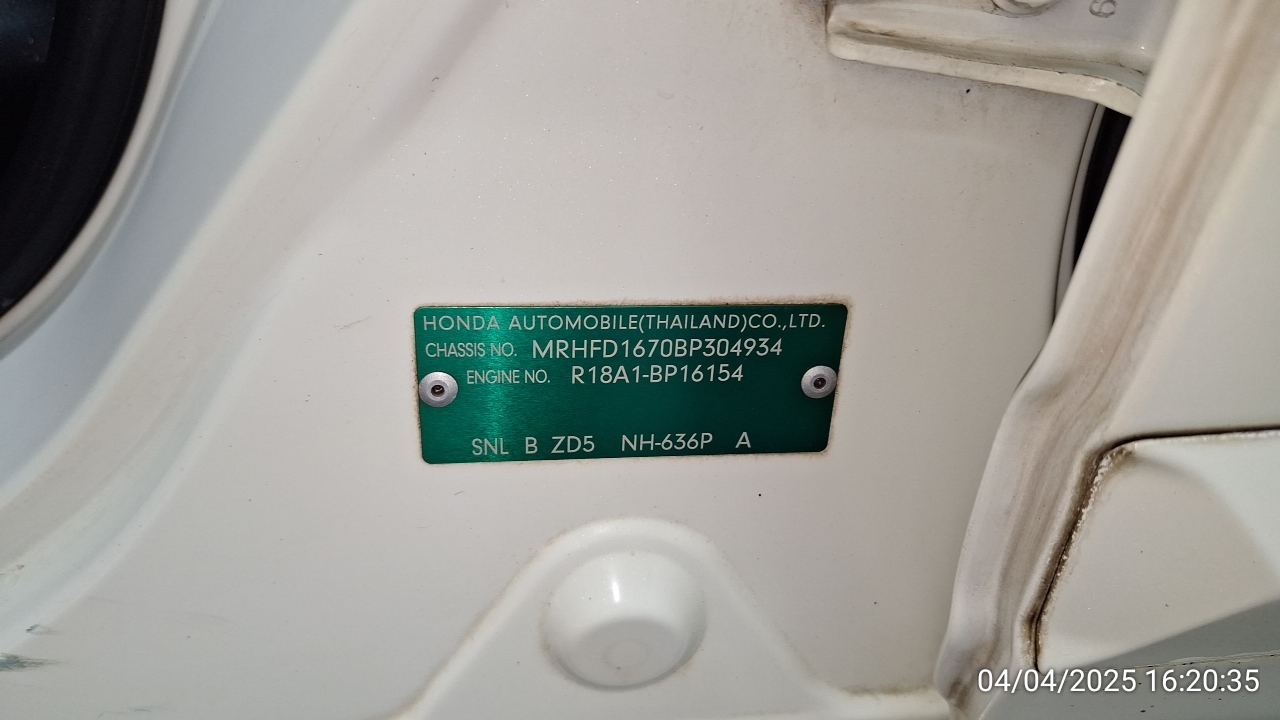 6
HONDA AUTOMOBILE(THAILAND)CO.,LTD.
CHASSIS NO. MRHFD1670BP304934
ENGINE NO. R18A1-BP16154
SNL B ZD5 NH-636P A
04/04/2025 16:20:35